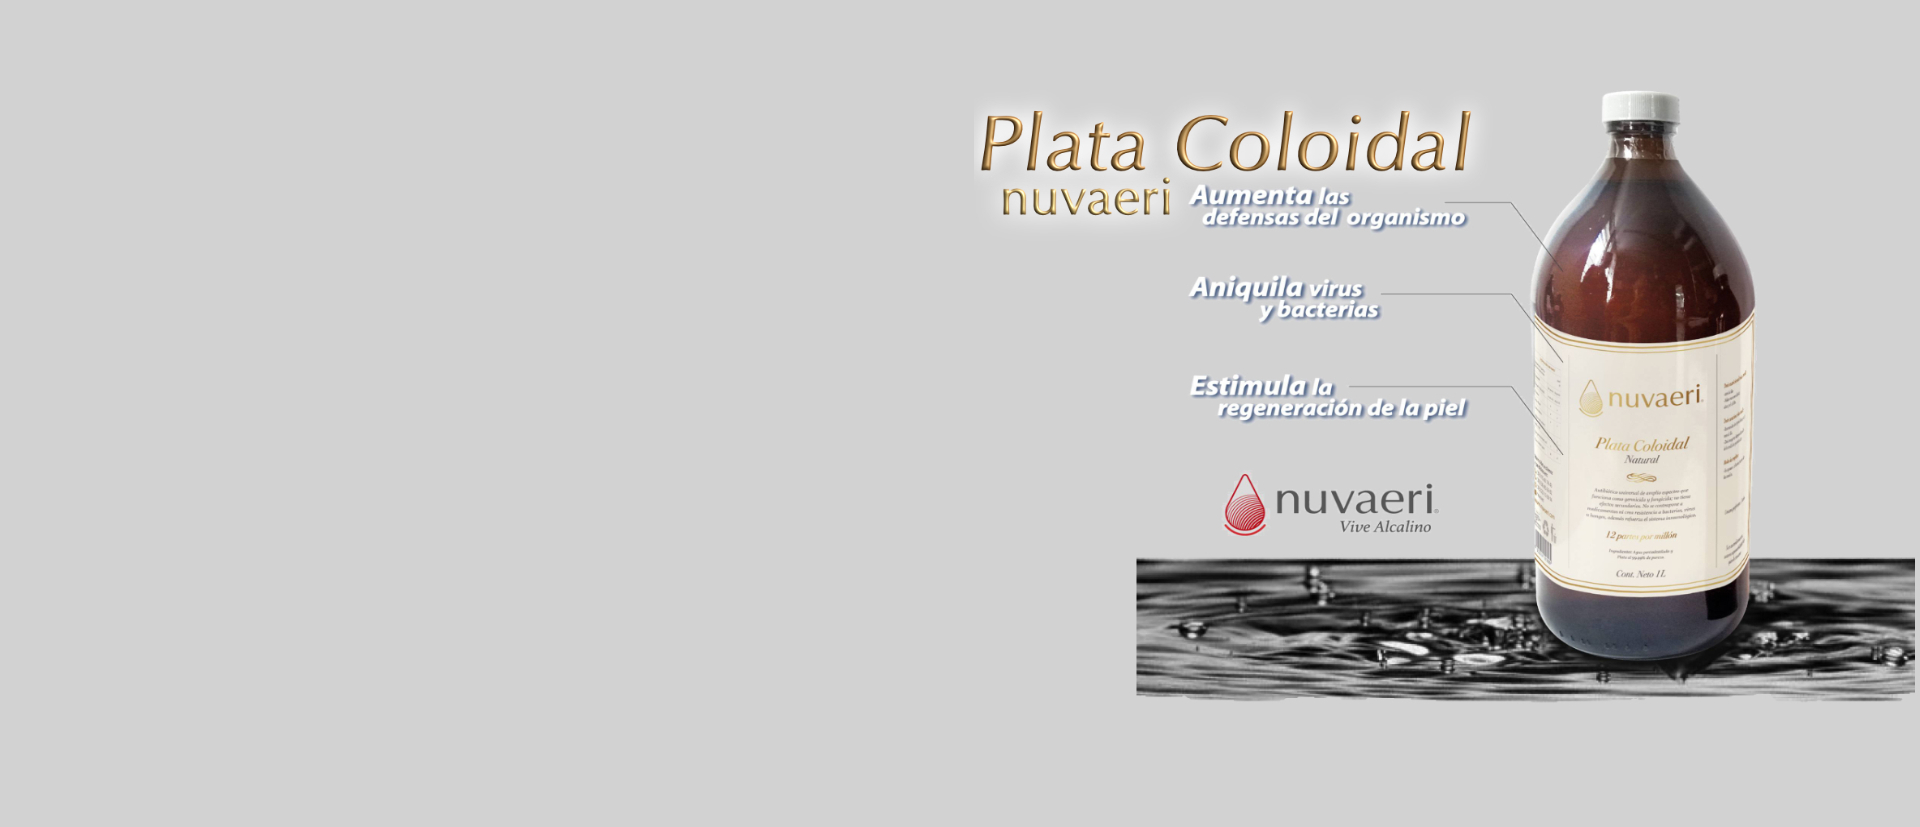 Plata Coloidal
nuvaeri
Aumenta las
defensas del organismo
Aniquila virus
y bacterias
Estimula la
regeneración de la piel
nuvaeri
Vive Alcalino
nuvaeri
Plata Coloidal
Natural
12 partes por millón
Cont. Neto 1L